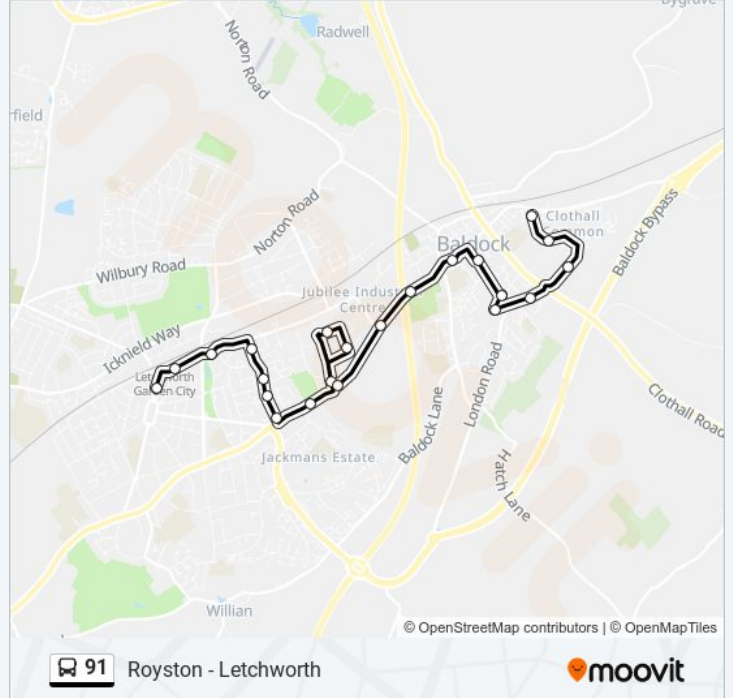 Bygrave
Radwell
Norton Road
field
Clothall
Common
Baldock
Baldock Bypass
Norton Road
Wilbury Road
Jubilee Industr
Centre
Icknield Way
Letchworth
Garden City
London Road
Baldock Lane
Clothall Road
Jackmans Estate
Hatch Lane
Willian
© OpenStreetMap contributors | © OpenMapTiles
91 Royston - Letchworth
moovit